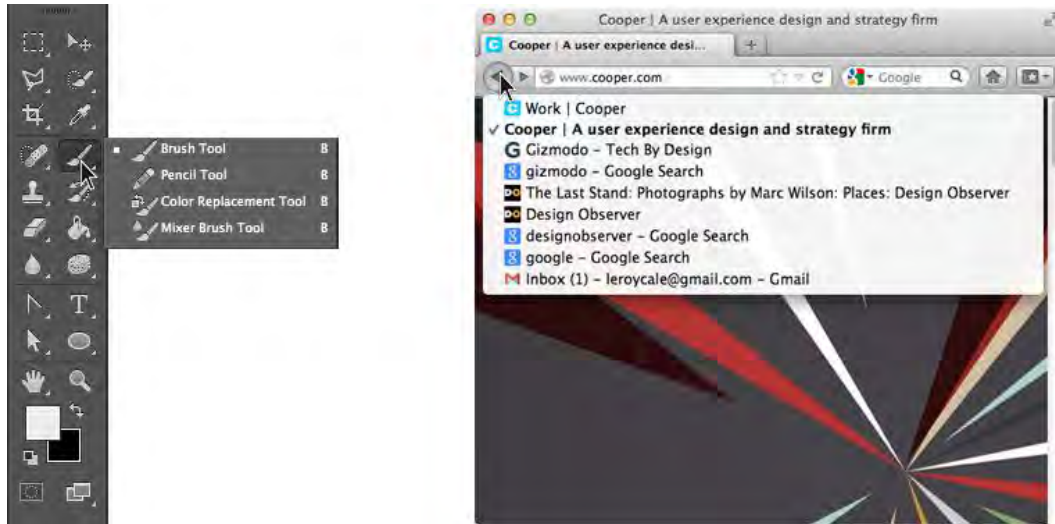 Brush Tool B
Pencil Tool B
Color Replacement Tool B
Mixer Brush Tool B
T
Cooper | A user experience design and strategy firm
Cooper | A user experience desi...
www.cooper.com
Google
Work | Cooper
✓ Cooper | A user experience design and strategy firm
Gizmodo – Tech By Design
gizmodo – Google Search
The Last Stand: Photographs by Marc Wilson: Places: Design Observer
Design Observer
designobserver – Google Search
google – Google Search
Inbox (1) – leroycale@gmail.com – Gmail